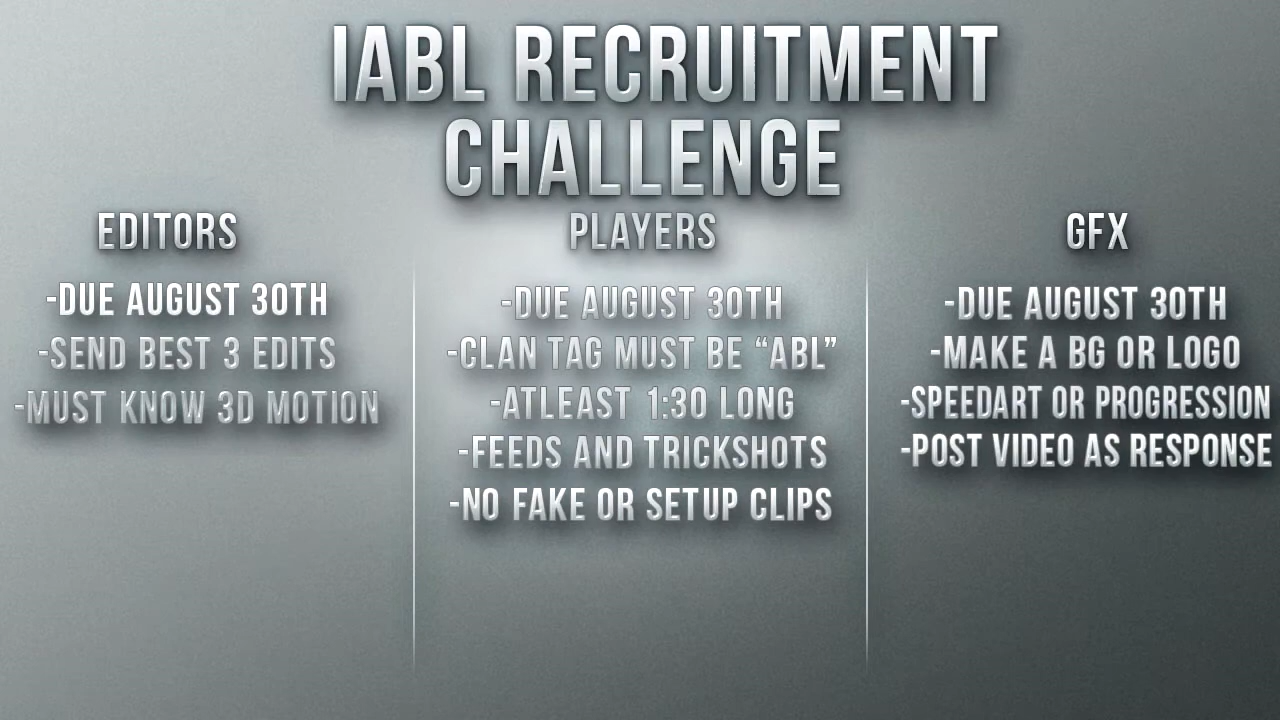 IABL RECRUITMENT
CHALLENGE
EDITORS
-DUE AUGUST 30TH
-SEND BEST 3 EDITS
-MUST KNOW 3D MOTION
PLAYERS
-DUE AUGUST 30TH
-CLAN TAG MUST BE “ABL”
-ATLEAST 1:30 LONG
-FEEDS AND TRICKSHOTS
-NO FAKE OR SETUP CLIPS
GFX
-DUE AUGUST 30TH
-MAKE A BG OR LOGO
-SPEEDART OR PROGRESSION
-POST VIDEO AS RESPONSE